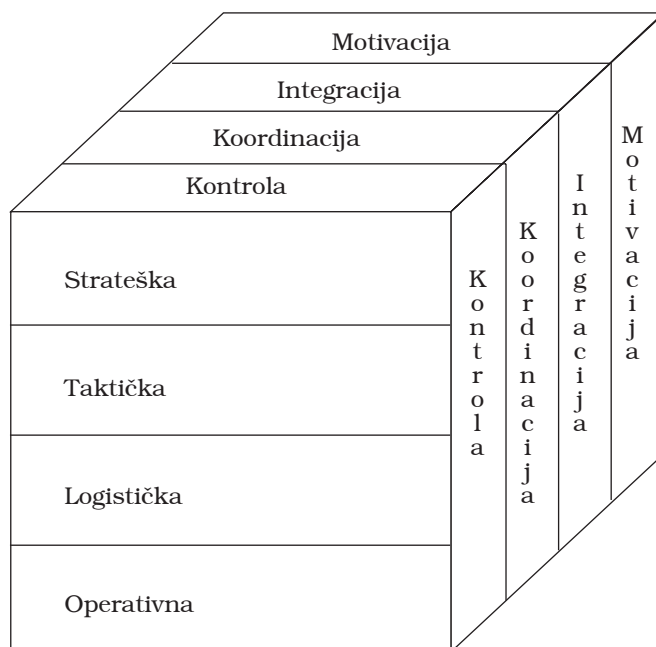 Motivacija
Integracija
Koordinacija
Kontrola
Strateška
Taktička
Logistička
Operativna
Kontrola
Koordinacija
Integracija
Motivacija